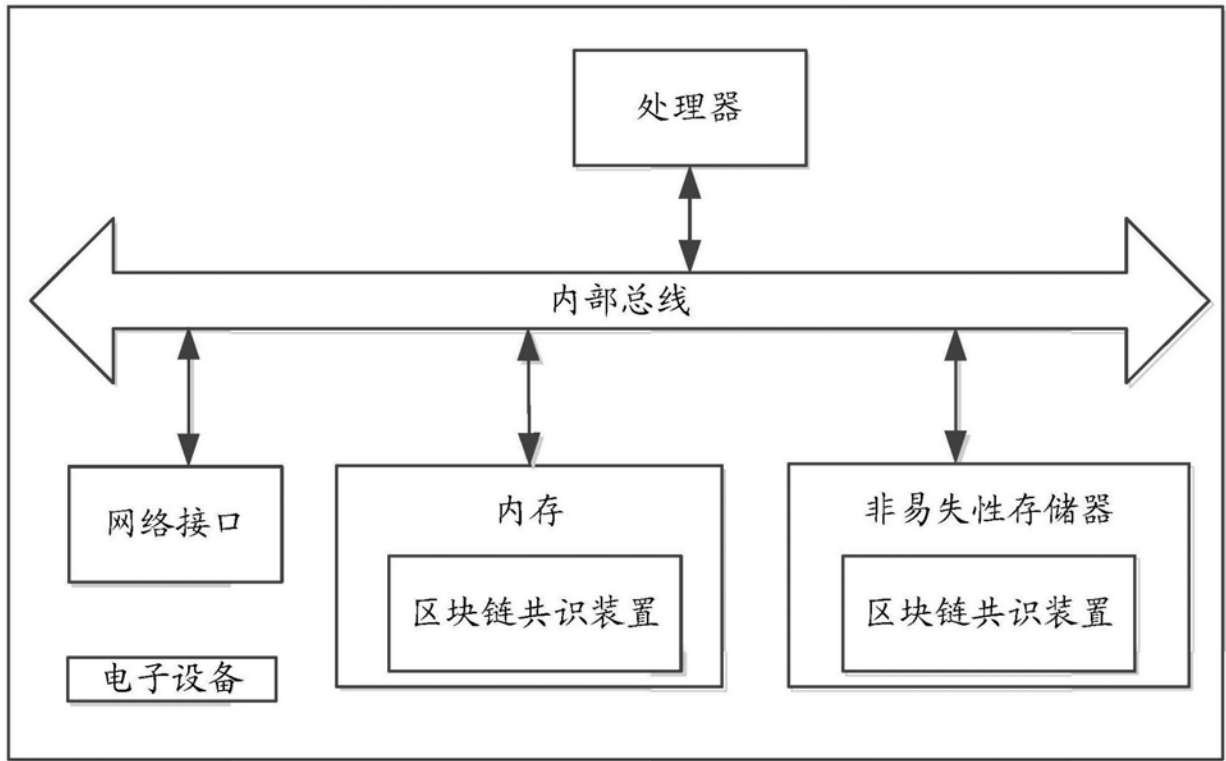 处理器
内部总线
网络接口
内存
非易失性存储器
区块链共识装置
区块链共识装置
电子设备